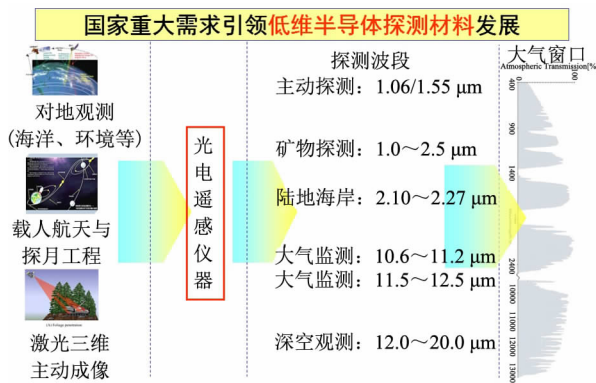 国家重大需求引领低维半导体探测材料发展
对地观测
(海洋、环境等)
载人航天与
探月工程
激光三维
主动成像
光电遥感仪器
探测波段
主动探测：1.06/1.55 μm
矿物探测：1.0～2.5 μm
陆地海岸：2.10～2.27 μm
大气监测：10.6～11.2 μm
大气监测：11.5～12.5 μm
深空观测：12.0～20.0 μm
大气窗口
Atmospheric Transmission[%
0
100
400
900
1400
2400
10000
11000
12000
13000